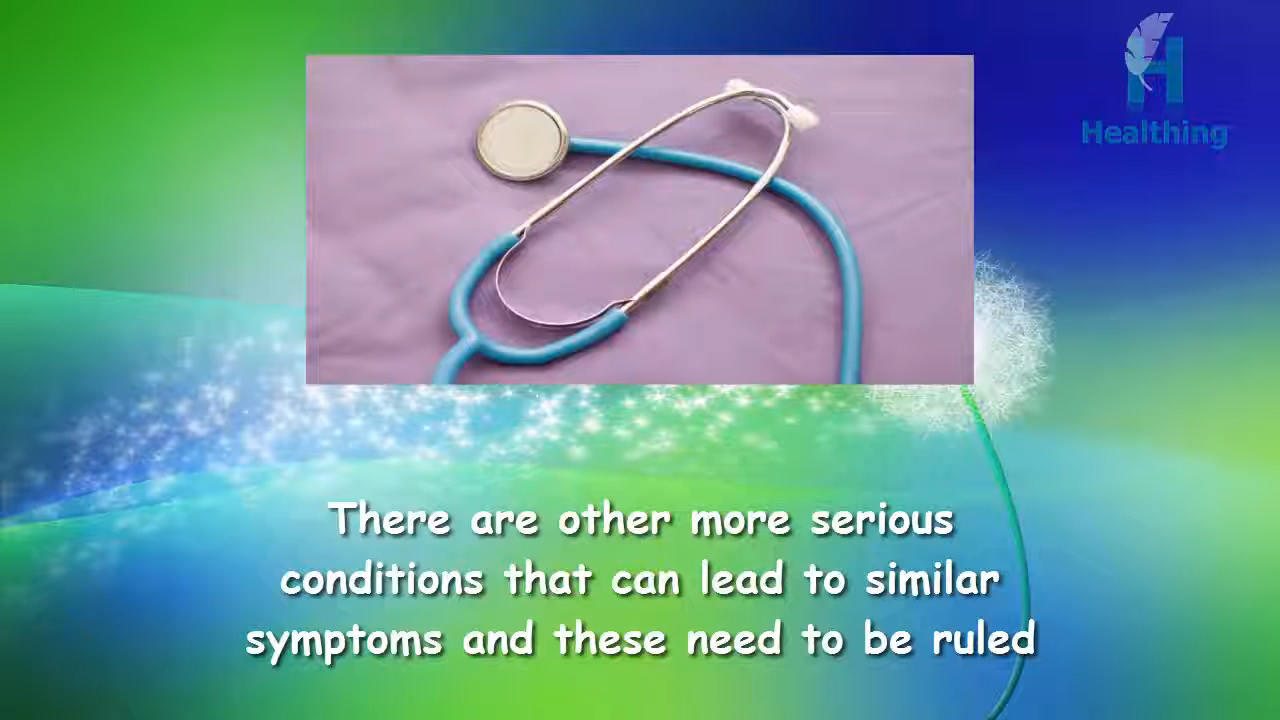 H
Healthing
There are other more serious
conditions that can lead to similar
symptoms and these need to be ruled